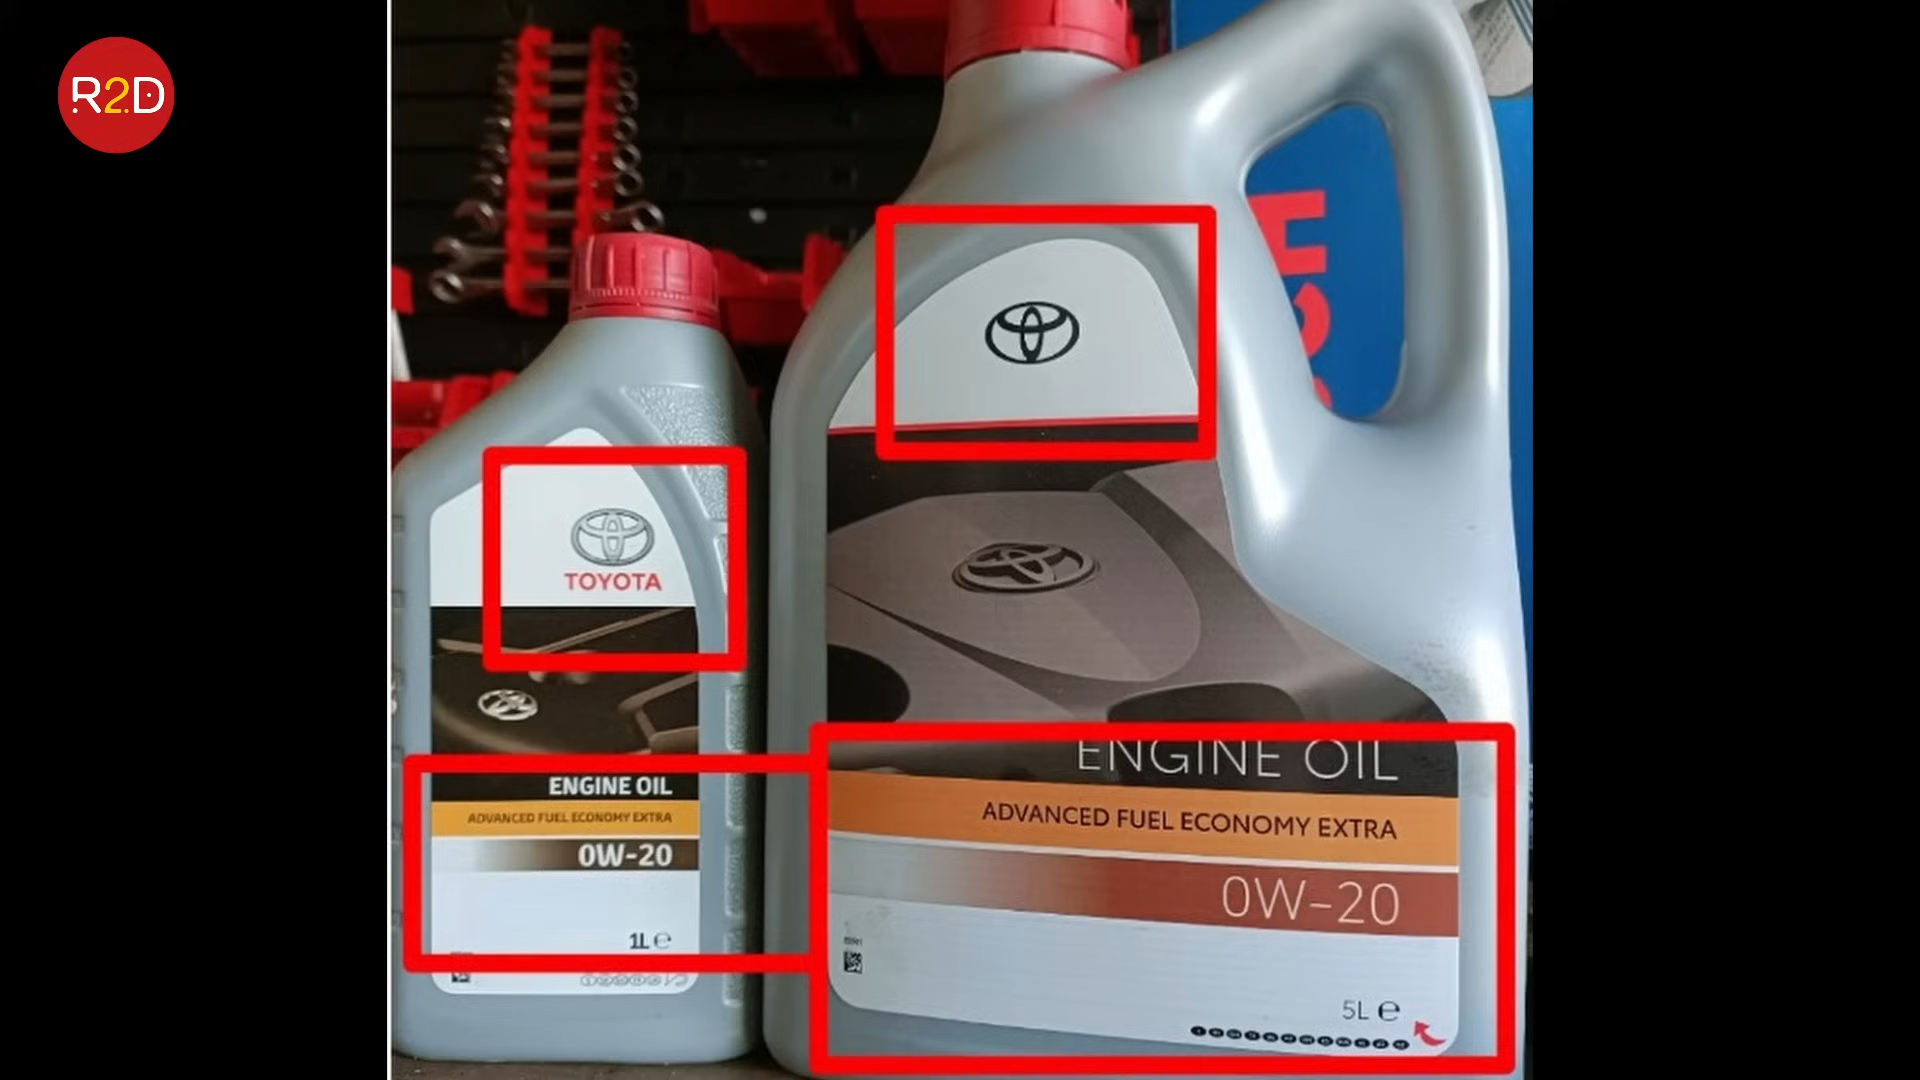 R2D
TOYOTA
ENGINE OIL
ADVANCED FUEL ECONOMY EXTRA
0W-20
1L e
ENGINE OIL
ADVANCED FUEL ECONOMY EXTRA
0W-20
5L e